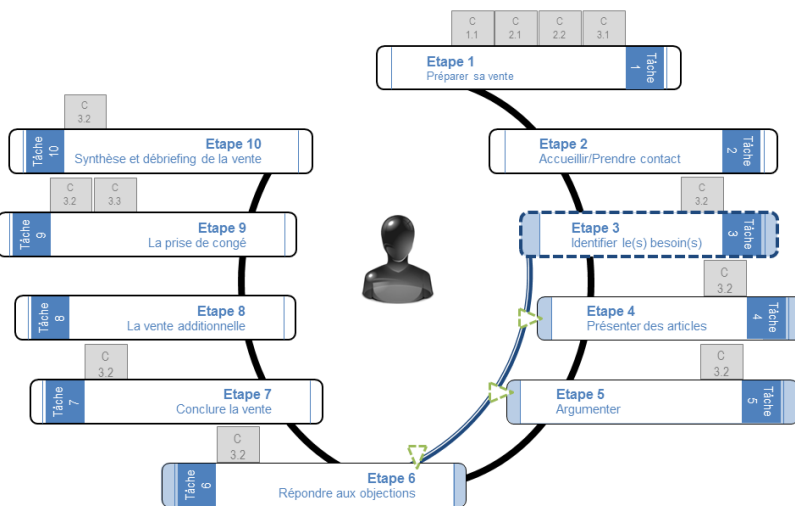 C
1.1
C
2.1
C
2.2
C
3.1
Etape 1
Préparer sa vente
Tâche
1
Etape 2
Accueillir/Prendre contact
Tâche
2
C
3.2
Etape 3
Identifier le(s) besoin(s)
Tâche
3
C
3.2
Etape 4
Présenter des articles
Tâche
4
C
3.2
Etape 5
Argumenter
Tâche
5
C
3.2
Etape 6
Répondre aux objections
Tâche
6
C
3.2
Etape 7
Conclure la vente
Tâche
7
Etape 8
La vente additionnelle
Tâche
8
C
3.2
C
3.3
Etape 9
La prise de congé
Tâche
9
C
3.2
Etape 10
Synthèse et débriefing de la vente
Tâche
10